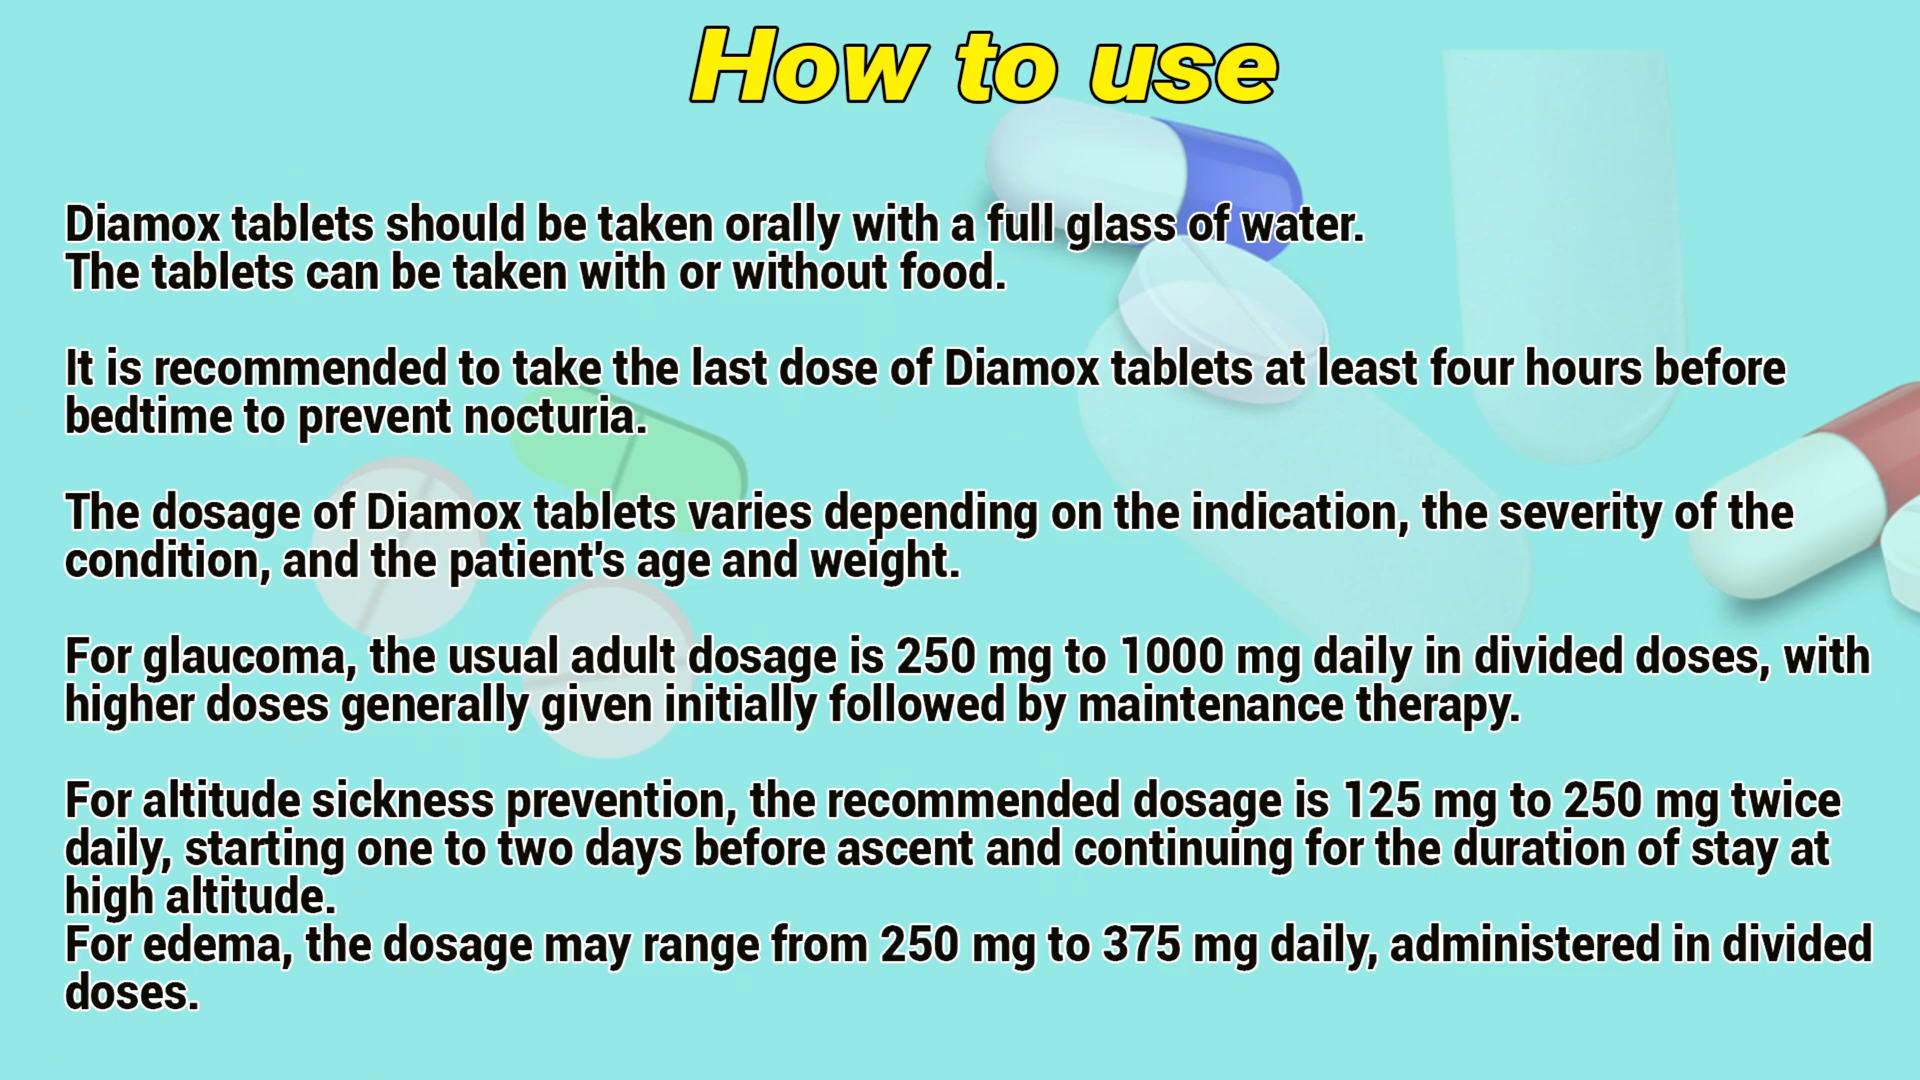 How to use
Diamox tablets should be taken orally with a full glass of water.
The tablets can be taken with or without food.
It is recommended to take the last dose of Diamox tablets at least four hours before
bedtime to prevent nocturia.
The dosage of Diamox tablets varies depending on the indication, the severity of the
condition, and the patient's age and weight.
For glaucoma, the usual adult dosage is 250 mg to 1000 mg daily in divided doses, with
higher doses generally given initially followed by maintenance therapy.
For altitude sickness prevention, the recommended dosage is 125 mg to 250 mg twice
daily, starting one to two days before ascent and continuing for the duration of stay at
high altitude.
For edema, the dosage may range from 250 mg to 375 mg daily, administered in divided
doses.